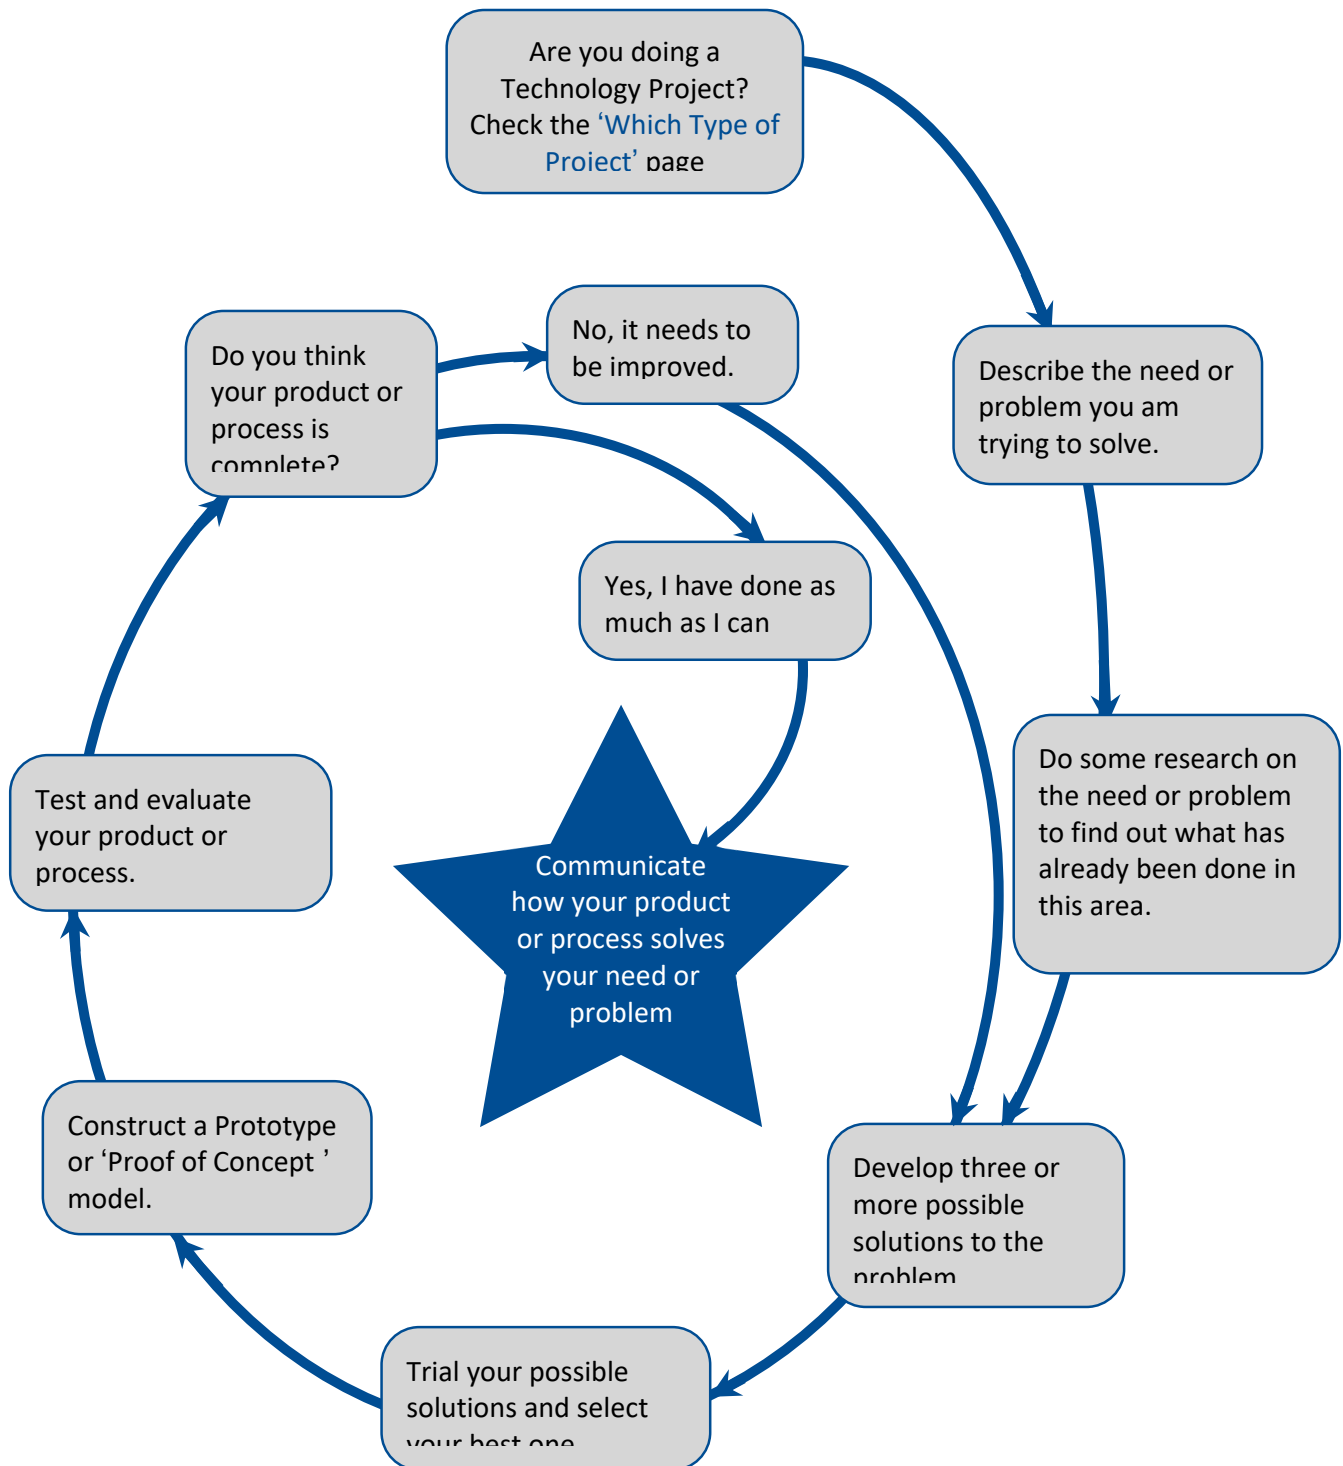 Are you doing a
Technology Project?
Check the ‘Which Type of
Project’ page
Describe the need or
problem you am
trying to solve.
Do some research on
the need or problem
to find out what has
already been done in
this area.
Develop three or
more possible
solutions to the
problem
Trial your possible
solutions and select
your best one
Construct a Prototype
or ‘Proof of Concept ’
model.
Test and evaluate
your product or
process.
Do you think
your product or
process is
complete?
No, it needs to
be improved.
Yes, I have done as
much as I can
Communicate
how your product
or process solves
your need or
problem